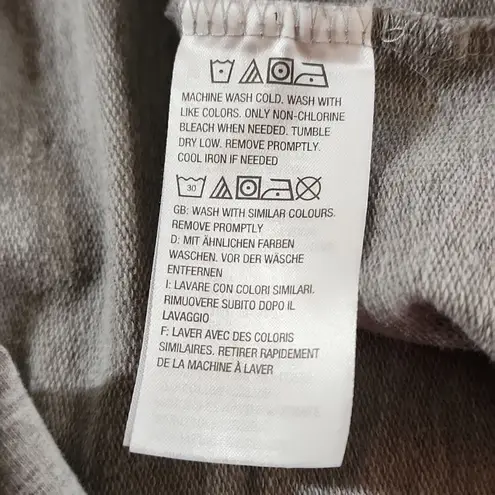 MACHINE WASH COLD. WASH WITH
LIKE COLORS. ONLY NON-CHLORINE
BLEACH WHEN NEEDED. TUMBLE
DRY LOW. REMOVE PROMPTLY.
COOL IRON IF NEEDED
30
GB: WASH WITH SIMILAR COLOURS.
REMOVE PROMPTLY
D: MIT ÄHNLICHEN FARBEN
WASCHEN. VOR DER WÄSCHE
ENTFERNEN
I: LAVARE CON COLORI SIMILARI.
RIMUOVERE SUBITO DOPO IL
LAVAGGIO
F: LAVER AVEC DES COLORIS
SIMILAIRES. RETIRER RAPIDEMENT
DE LA MACHINE À LAVER